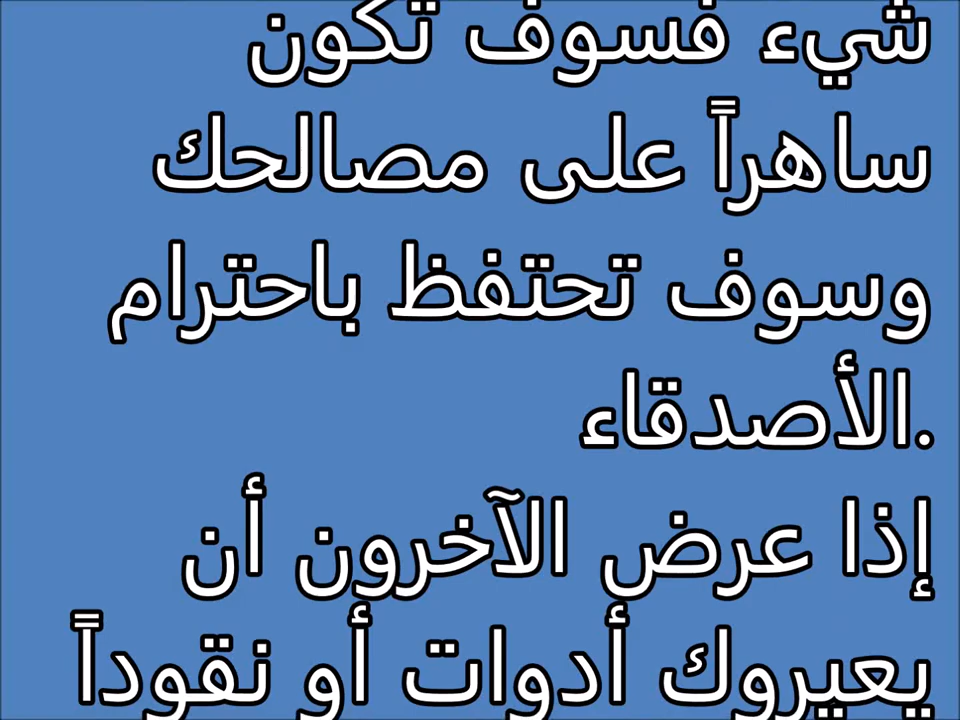 شيء فسوف تكون
ساهراً على مصالحك
وسوف تحتفظ باحترام
.الأصدقاء
إذا عرض الآخرون أن
يعيروك أدوات أو نقوداً